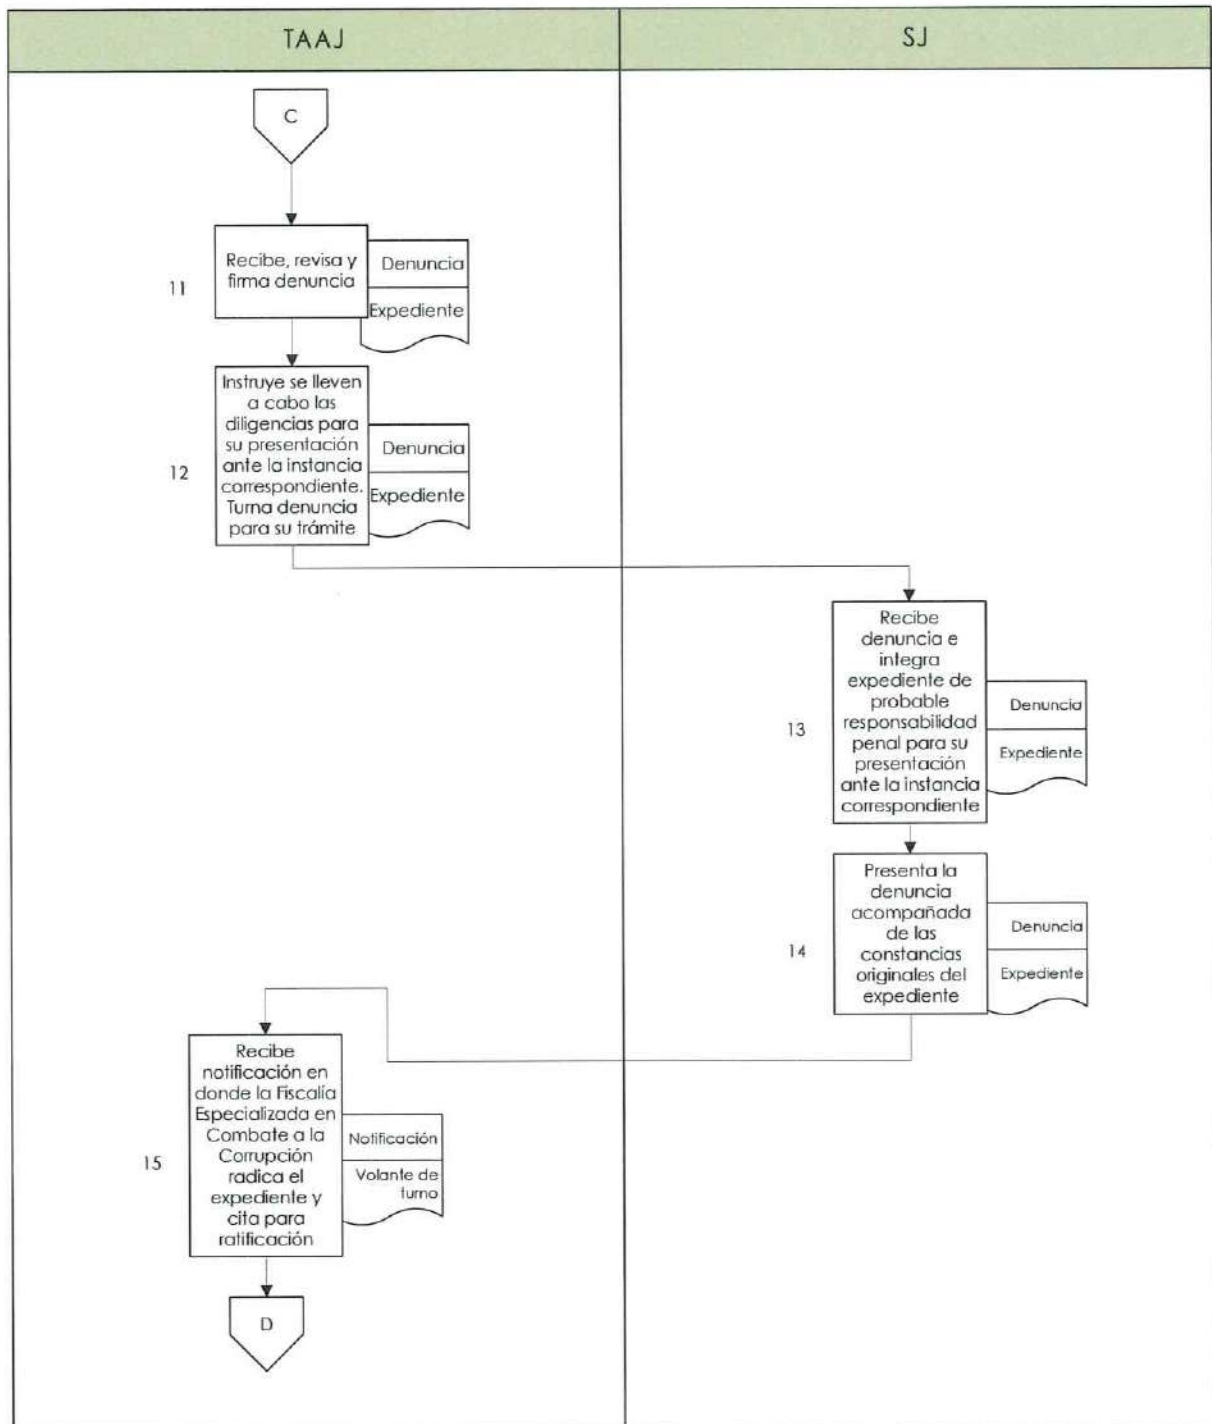 TAAJ
SJ
C
11
Recibe, revisa y
firma denuncia
Denuncia
Expediente
12
Instruye se lleven
a cabo las
diligencias para
su presentación
ante la instancia
correspondiente.
Turna denuncia
para su trámite
Denuncia
Expediente
13
Recibe
denuncia e
integra
expediente de
probable
responsabilidad
penal para su
presentación
ante la instancia
correspondiente
Denuncia
Expediente
14
Presenta la
denuncia
acompañada
de las
constancias
originales del
expediente
Denuncia
Expediente
15
Recibe
notificación en
donde la Fiscalía
Especializada en
Combate a la
Corrupción
radica el
expediente y
cita para
ratificación
Notificación
Volante de
turno
D